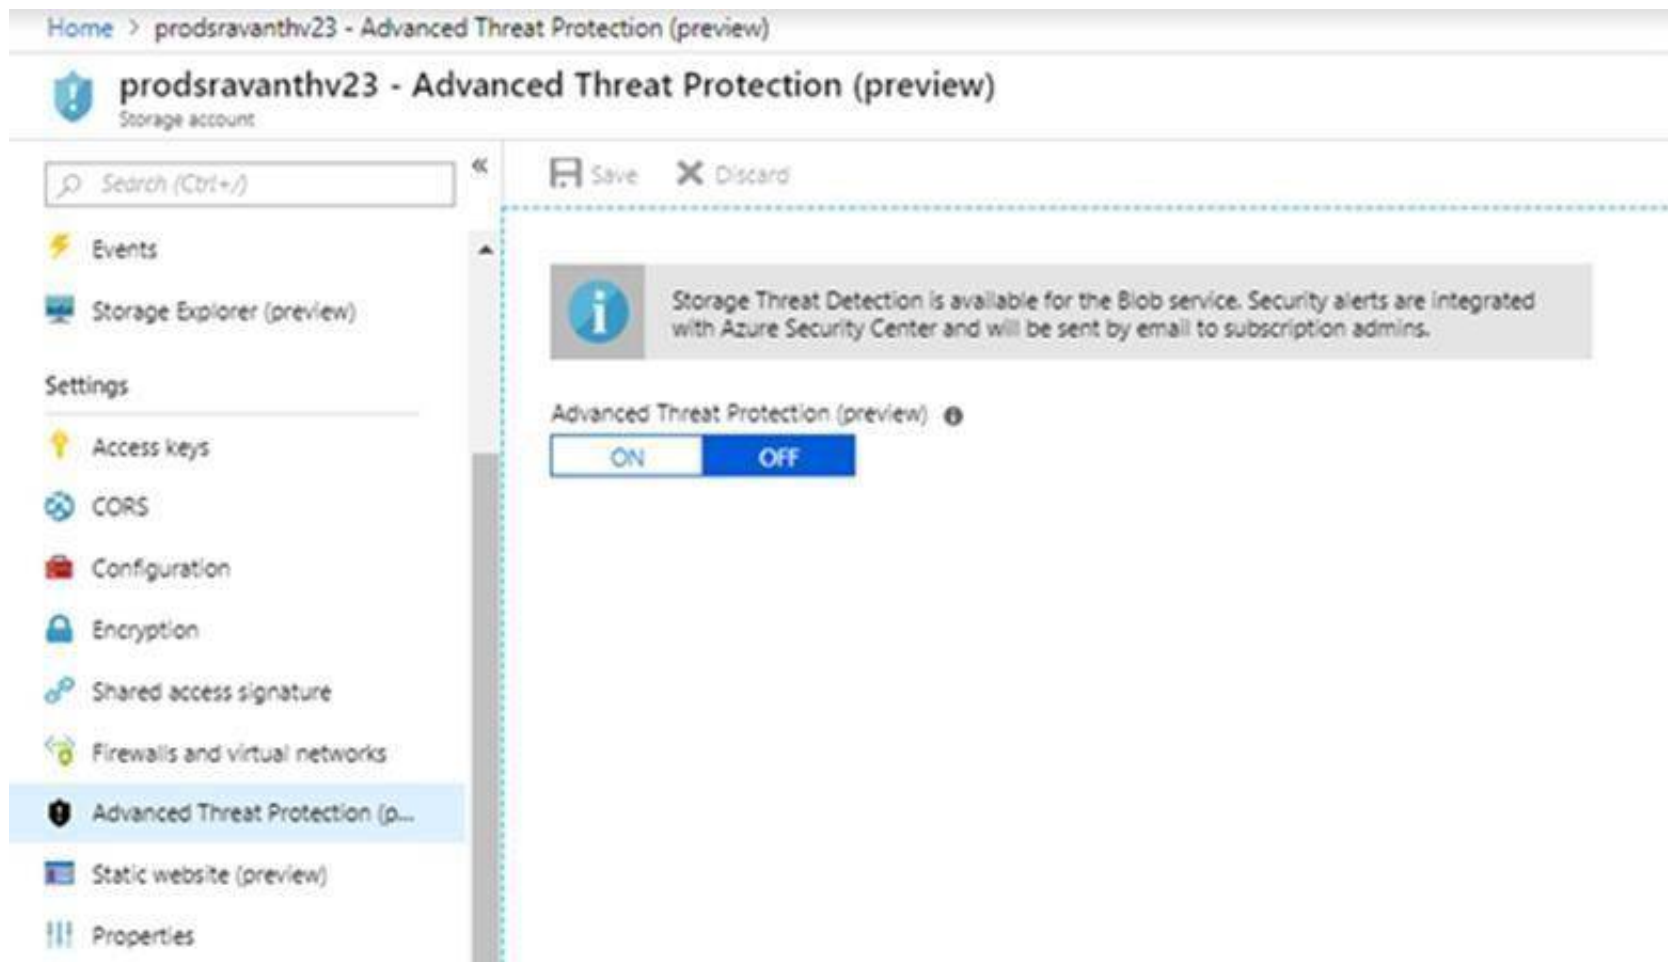 Home > prodsravanthv23 - Advanced Threat Protection (preview)
prodsravanthv23 - Advanced Threat Protection (preview)
Storage account
Search (Ctrl+/)
«
Save
Discard
Events
Storage Explorer (preview)
Settings
Access keys
CORS
Configuration
Encryption
Shared access signature
Firewalls and virtual networks
Advanced Threat Protection (p...
Static website (preview)
Properties
Storage Threat Detection is available for the Blob service. Security alerts are integrated
with Azure Security Center and will be sent by email to subscription admins.
Advanced Threat Protection (preview)
ON OFF